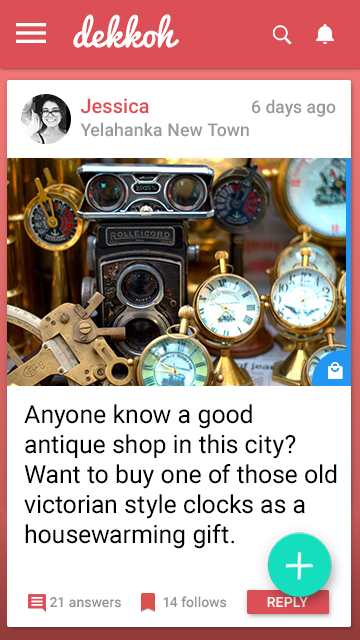 dekkoh
Jessica
6 days ago
Yelahanka New Town
ROLLEICORD
Anyone know a good
antique shop in this city?
Want to buy one of those old
victorian style clocks as a
housewarming gift.
21 answers
14 follows
REPLY